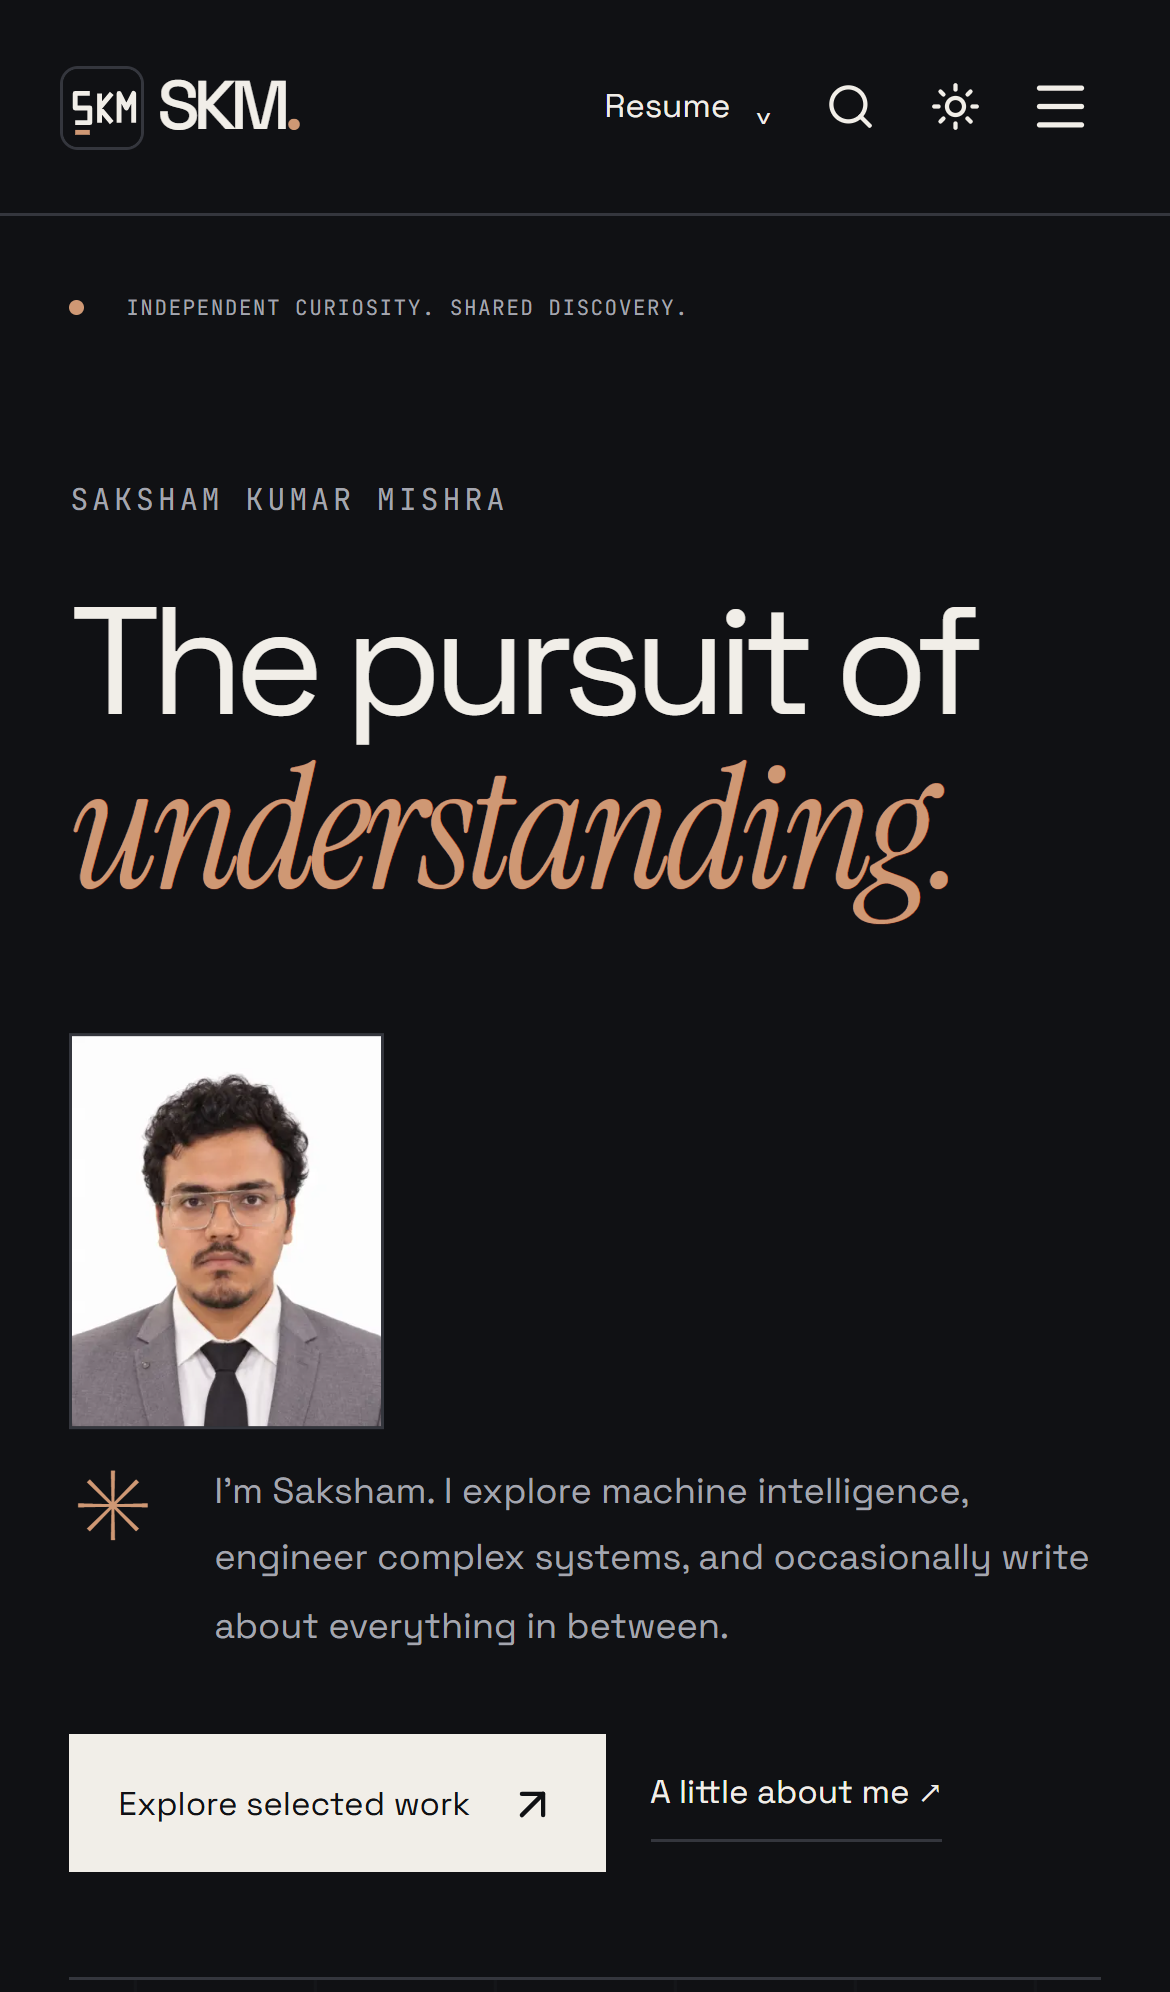 SKM SKM.
Resume
INDEPENDENT CURIOSITY. SHARED DISCOVERY.
SAKSHAM KUMAR MISHRA
The pursuit of
understanding.
I’m Saksham. I explore machine intelligence,
engineer complex systems, and occasionally write
about everything in between.
Explore selected work
A little about me ↗